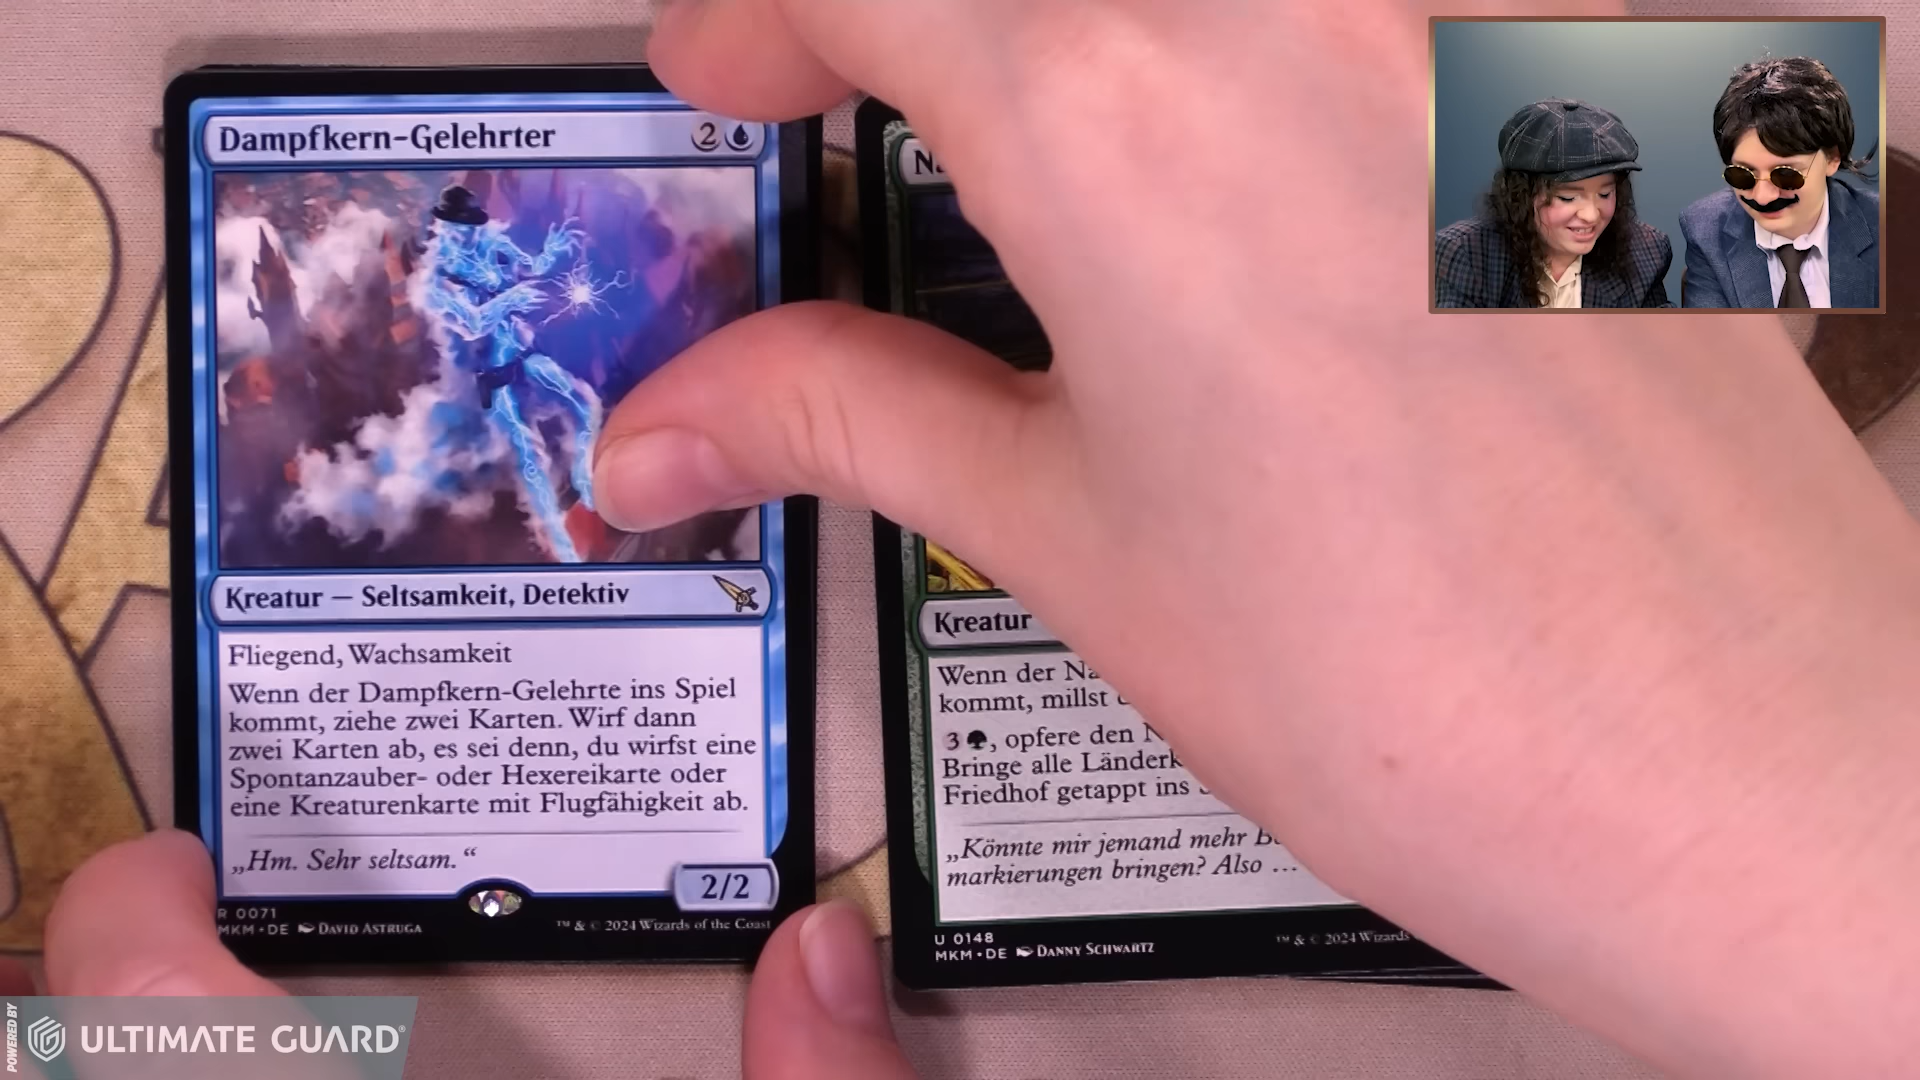 Dampfkern-Gelehrter 2
Kreatur — Seltsamkeit, Detektiv
Fliegend, Wachsamkeit
Wenn der Dampfkern-Gelehrte ins Spiel
kommt, ziehe zwei Karten. Wirf dann
zwei Karten ab, es sei denn, du wirfst eine
Spontanzauber- oder Hexereikarte oder
eine Kreaturenkarte mit Flugfähigkeit ab.
„Hm. Sehr seltsam.“
2/2
R 0071
MKM • DE DAVID ASTRUGA
™ & © 2024 Wizards of the Coast
Kreatur
Wenn der
kommt, millst
3, opfere den
Bringe alle
Friedhof getappt ins
„Könnte mir jemand mehr
markierungen bringen? Also …
U 0148
MKM • DE DANNY SCHWARTZ
™ & © 2024 Wizards
POWERED BY
ULTIMATE GUARD®